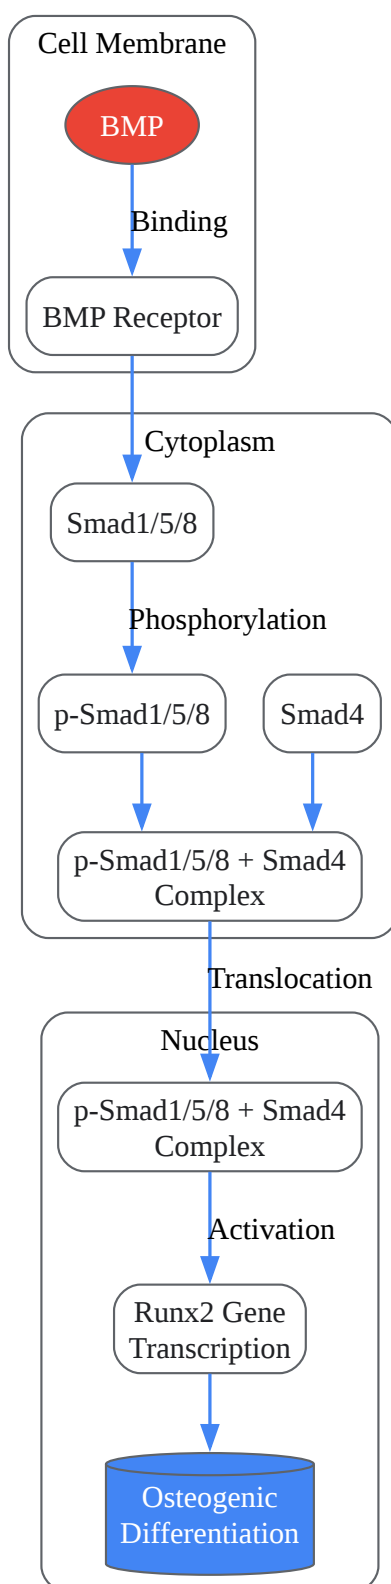 Cell Membrane
BMP
Binding
BMP Receptor
Cytoplasm
Smad1/5/8
Phosphorylation
p-Smad1/5/8
Smad4
p-Smad1/5/8 + Smad4
Complex
Translocation
Nucleus
p-Smad1/5/8 + Smad4
Complex
Activation
Runx2 Gene
Transcription
Osteogenic
Differentiation